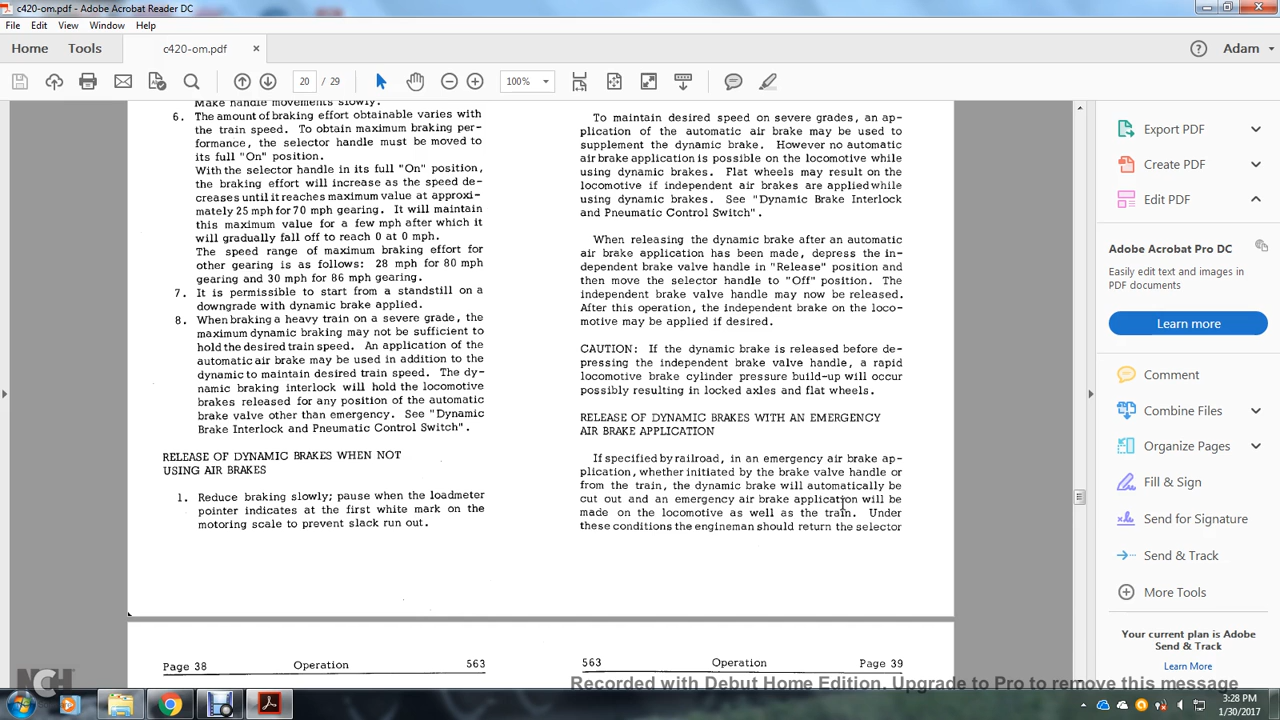 c420-om.pdf - Adobe Acrobat Reader DC
File Edit View Window Help
Home Tools c420-om.pdf × Adam
20 / 29 100%
Make handle movements slowly.
6. The amount of braking effort obtainable varies with
the train speed. To obtain maximum braking per-
formance, the selector handle must be moved to
its full "On" position.
With the selector handle in its full "On" position,
the braking effort will increase as the speed de-
creases until it reaches maximum value at approxi-
mately 25 mph for 70 mph gearing. It will maintain
this maximum value for a few mph after which it
will gradually fall off to reach 0 at 0 mph.
The speed range of maximum braking effort for
other gearing is as follows: 28 mph for 80 mph
gearing and 30 mph for 86 mph gearing.
7. It is permissible to start from a standstill on a
downgrade with dynamic brake applied.
8. When braking a heavy train on a severe grade, the
maximum dynamic braking may not be sufficient to
hold the desired train speed. An application of the
automatic air brake may be used in addition to the
dynamic to maintain desired train speed. The dy-
namic braking interlock will hold the locomotive
brakes released for any position of the automatic
brake valve other than emergency. See "Dynamic
Brake Interlock and Pneumatic Control Switch".
RELEASE OF DYNAMIC BRAKES WHEN NOT
USING AIR BRAKES
1. Reduce braking slowly; pause when the loadmeter
pointer indicates at the first white mark on the
motoring scale to prevent slack run out.
To maintain desired speed on severe grades, an ap-
plication of the automatic air brake may be used to
supplement the dynamic brake. However no automatic
air brake application is possible on the locomotive while
using dynamic brakes. Flat wheels may result on the
locomotive if independent air brakes are applied while
using dynamic brakes. See "Dynamic Brake Interlock
and Pneumatic Control Switch".
When releasing the dynamic brake after an automatic
air brake application has been made, depress the in-
dependent brake valve handle in "Release" position and
then move the selector handle to "Off" position. The
independent brake valve handle may now be released.
After this operation, the independent brake on the loco-
motive may be applied if desired.
CAUTION: If the dynamic brake is released before de-
pressing the independent brake valve handle, a rapid
locomotive brake cylinder pressure build-up will occur
possibly resulting in locked axles and flat wheels.
RELEASE OF DYNAMIC BRAKES WITH AN EMERGENCY
AIR BRAKE APPLICATION
If specified by railroad, in an emergency air brake ap-
plication, whether initiated by the brake valve handle or
from the train, the dynamic brake will automatically be
cut out and an emergency air brake application will be
made on the locomotive as well as the train. Under
these conditions the engineman should return the selector
Page 38 Operation 563
563 Operation Page 39
Export PDF
Create PDF
Edit PDF
Adobe Acrobat Pro DC
Easily edit text and images in
PDF documents
Learn more
Comment
Combine Files
Organize Pages
Fill & Sign
Send for Signature
Send & Track
More Tools
Your current plan is Adobe
Send & Track
Learn More
NCH
Recorded with Debut Home Edition. Upgrade to Pro to remove this message
3:28 PM
1/30/2017